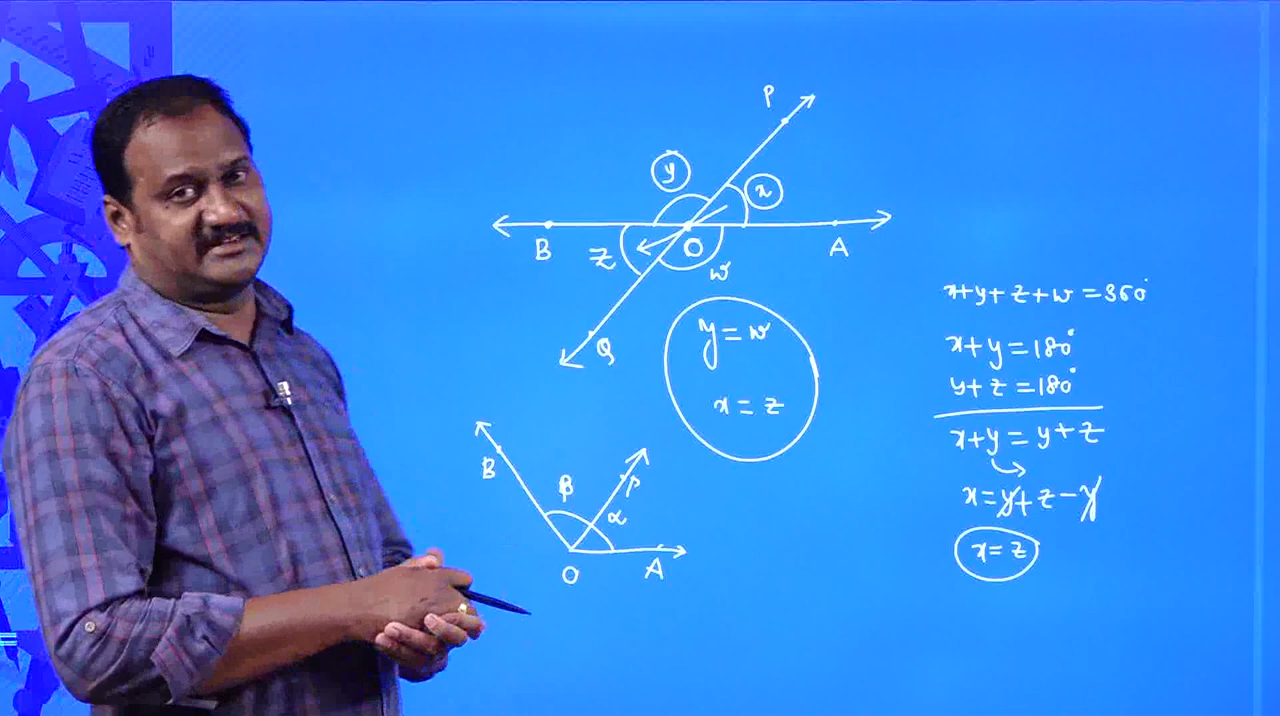 P
y
x
B
z
O
w
A
Q
y = w
x = z
x+y+z+w = 360°
x+y = 180°
y+z = 180°
x+y = y+z
x = y+z-y
x = z
B
β
P
α
O
A